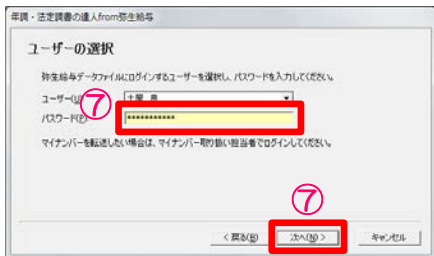 年調・法定調書の達人from弥生給与
ユーザーの選択
弥生給与データファイルにログインするユーザーを選択し、パスワードを入力してください。
ユーザー(U)
パスワード(P) ***********
⑦
マイナンバーを転送したい場合は、マイナンバー取り扱い担当者でログインしてください。
⑦
< 戻る(B) 次へ(N) > キャンセル